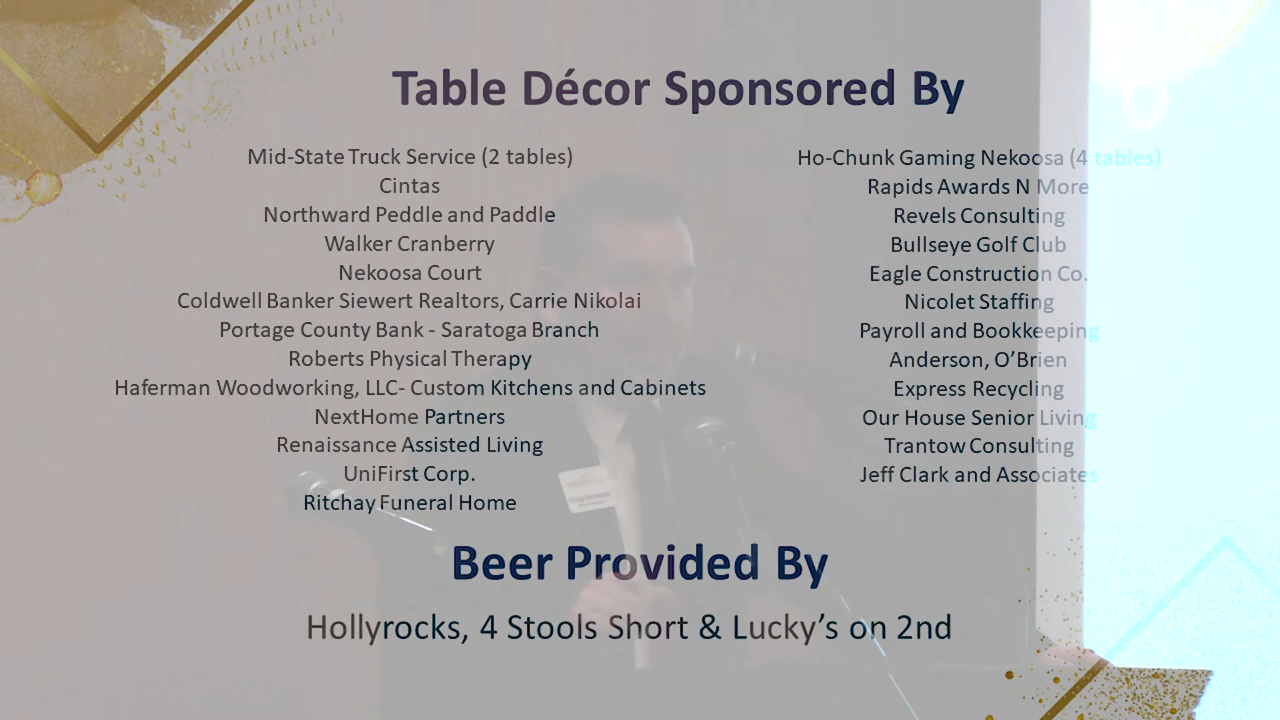 Table Décor Sponsored By
Mid-State Truck Service (2 tables)
Cintas
Northward Peddle and Paddle
Walker Cranberry
Nekoosa Court
Coldwell Banker Siewert Realtors, Carrie Nikolai
Portage County Bank - Saratoga Branch
Roberts Physical Therapy
Haferman Woodworking, LLC- Custom Kitchens and Cabinets
NextHome Partners
Renaissance Assisted Living
UniFirst Corp.
Ritchay Funeral Home
Ho-Chunk Gaming Nekoosa (4 tables)
Rapids Awards N More
Revels Consulting
Bullseye Golf Club
Eagle Construction Co.
Nicolet Staffing
Payroll and Bookkeeping
Anderson, O’Brien
Express Recycling
Our House Senior Living
Trantow Consulting
Jeff Clark and Associates
Beer Provided By
Hollyrocks, 4 Stools Short & Lucky’s on 2nd